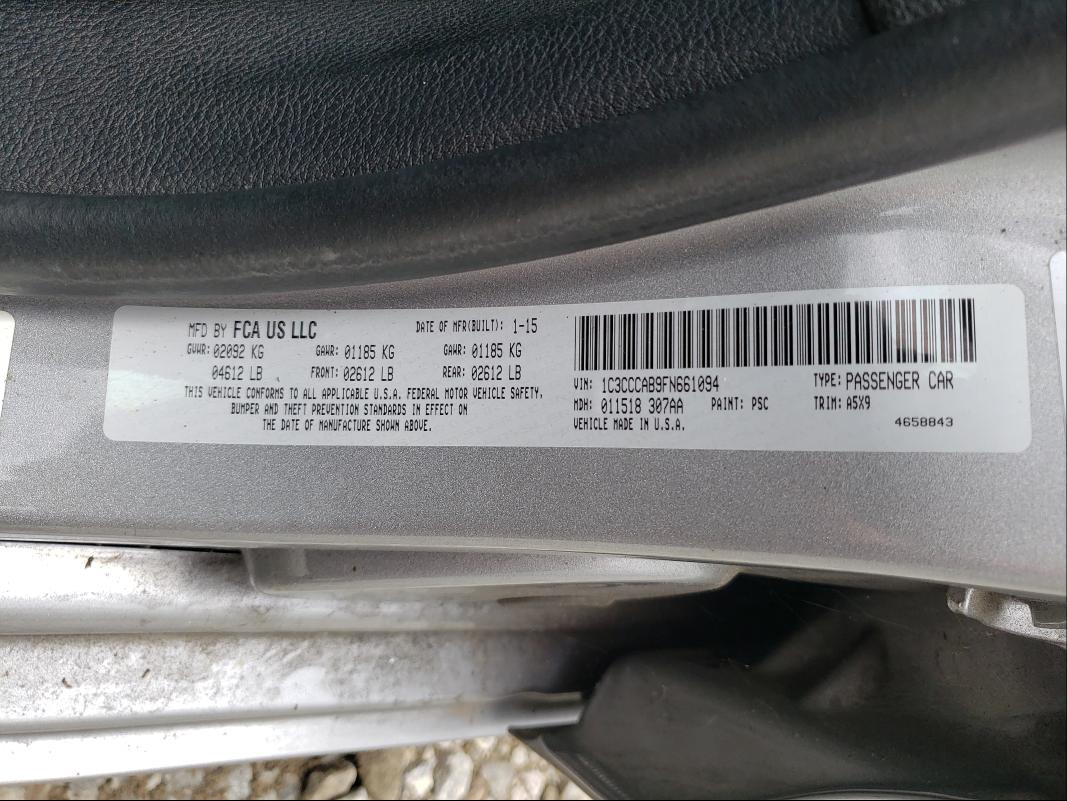 MFD BY FCA US LLC DATE OF MFR(BUILT): 1-15
GVWR: 02092 KG GAWR: 01185 KG GAWR: 01185 KG
04612 LB FRONT: 02612 LB REAR: 02612 LB
THIS VEHICLE CONFORMS TO ALL APPLICABLE U.S.A. FEDERAL MOTOR VEHICLE SAFETY,
BUMPER AND THEFT PREVENTION STANDARDS IN EFFECT ON
THE DATE OF MANUFACTURE SHOWN ABOVE.
VIN: 1C3CCCAB9FN661094 TYPE: PASSENGER CAR
MDH: 011518 307AA PAINT: PSC TRIM: A5X9
VEHICLE MADE IN U.S.A. 4658843